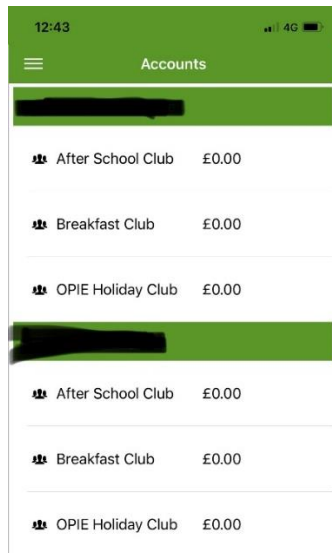 12:43 4G
Accounts
After School Club £0.00
Breakfast Club £0.00
OPIE Holiday Club £0.00
After School Club £0.00
Breakfast Club £0.00
OPIE Holiday Club £0.00